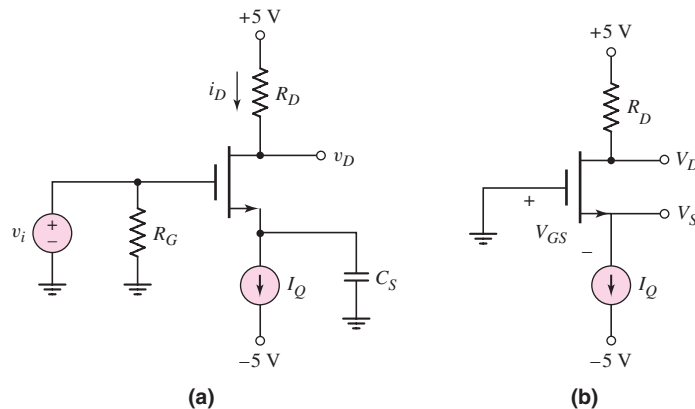 +5 V
i_D
R_D
v_D
v_i
+
−
R_G
I_Q
C_S
−5 V
(a)
+5 V
R_D
V_D
+
V_GS
−
V_S
I_Q
−5 V
(b)